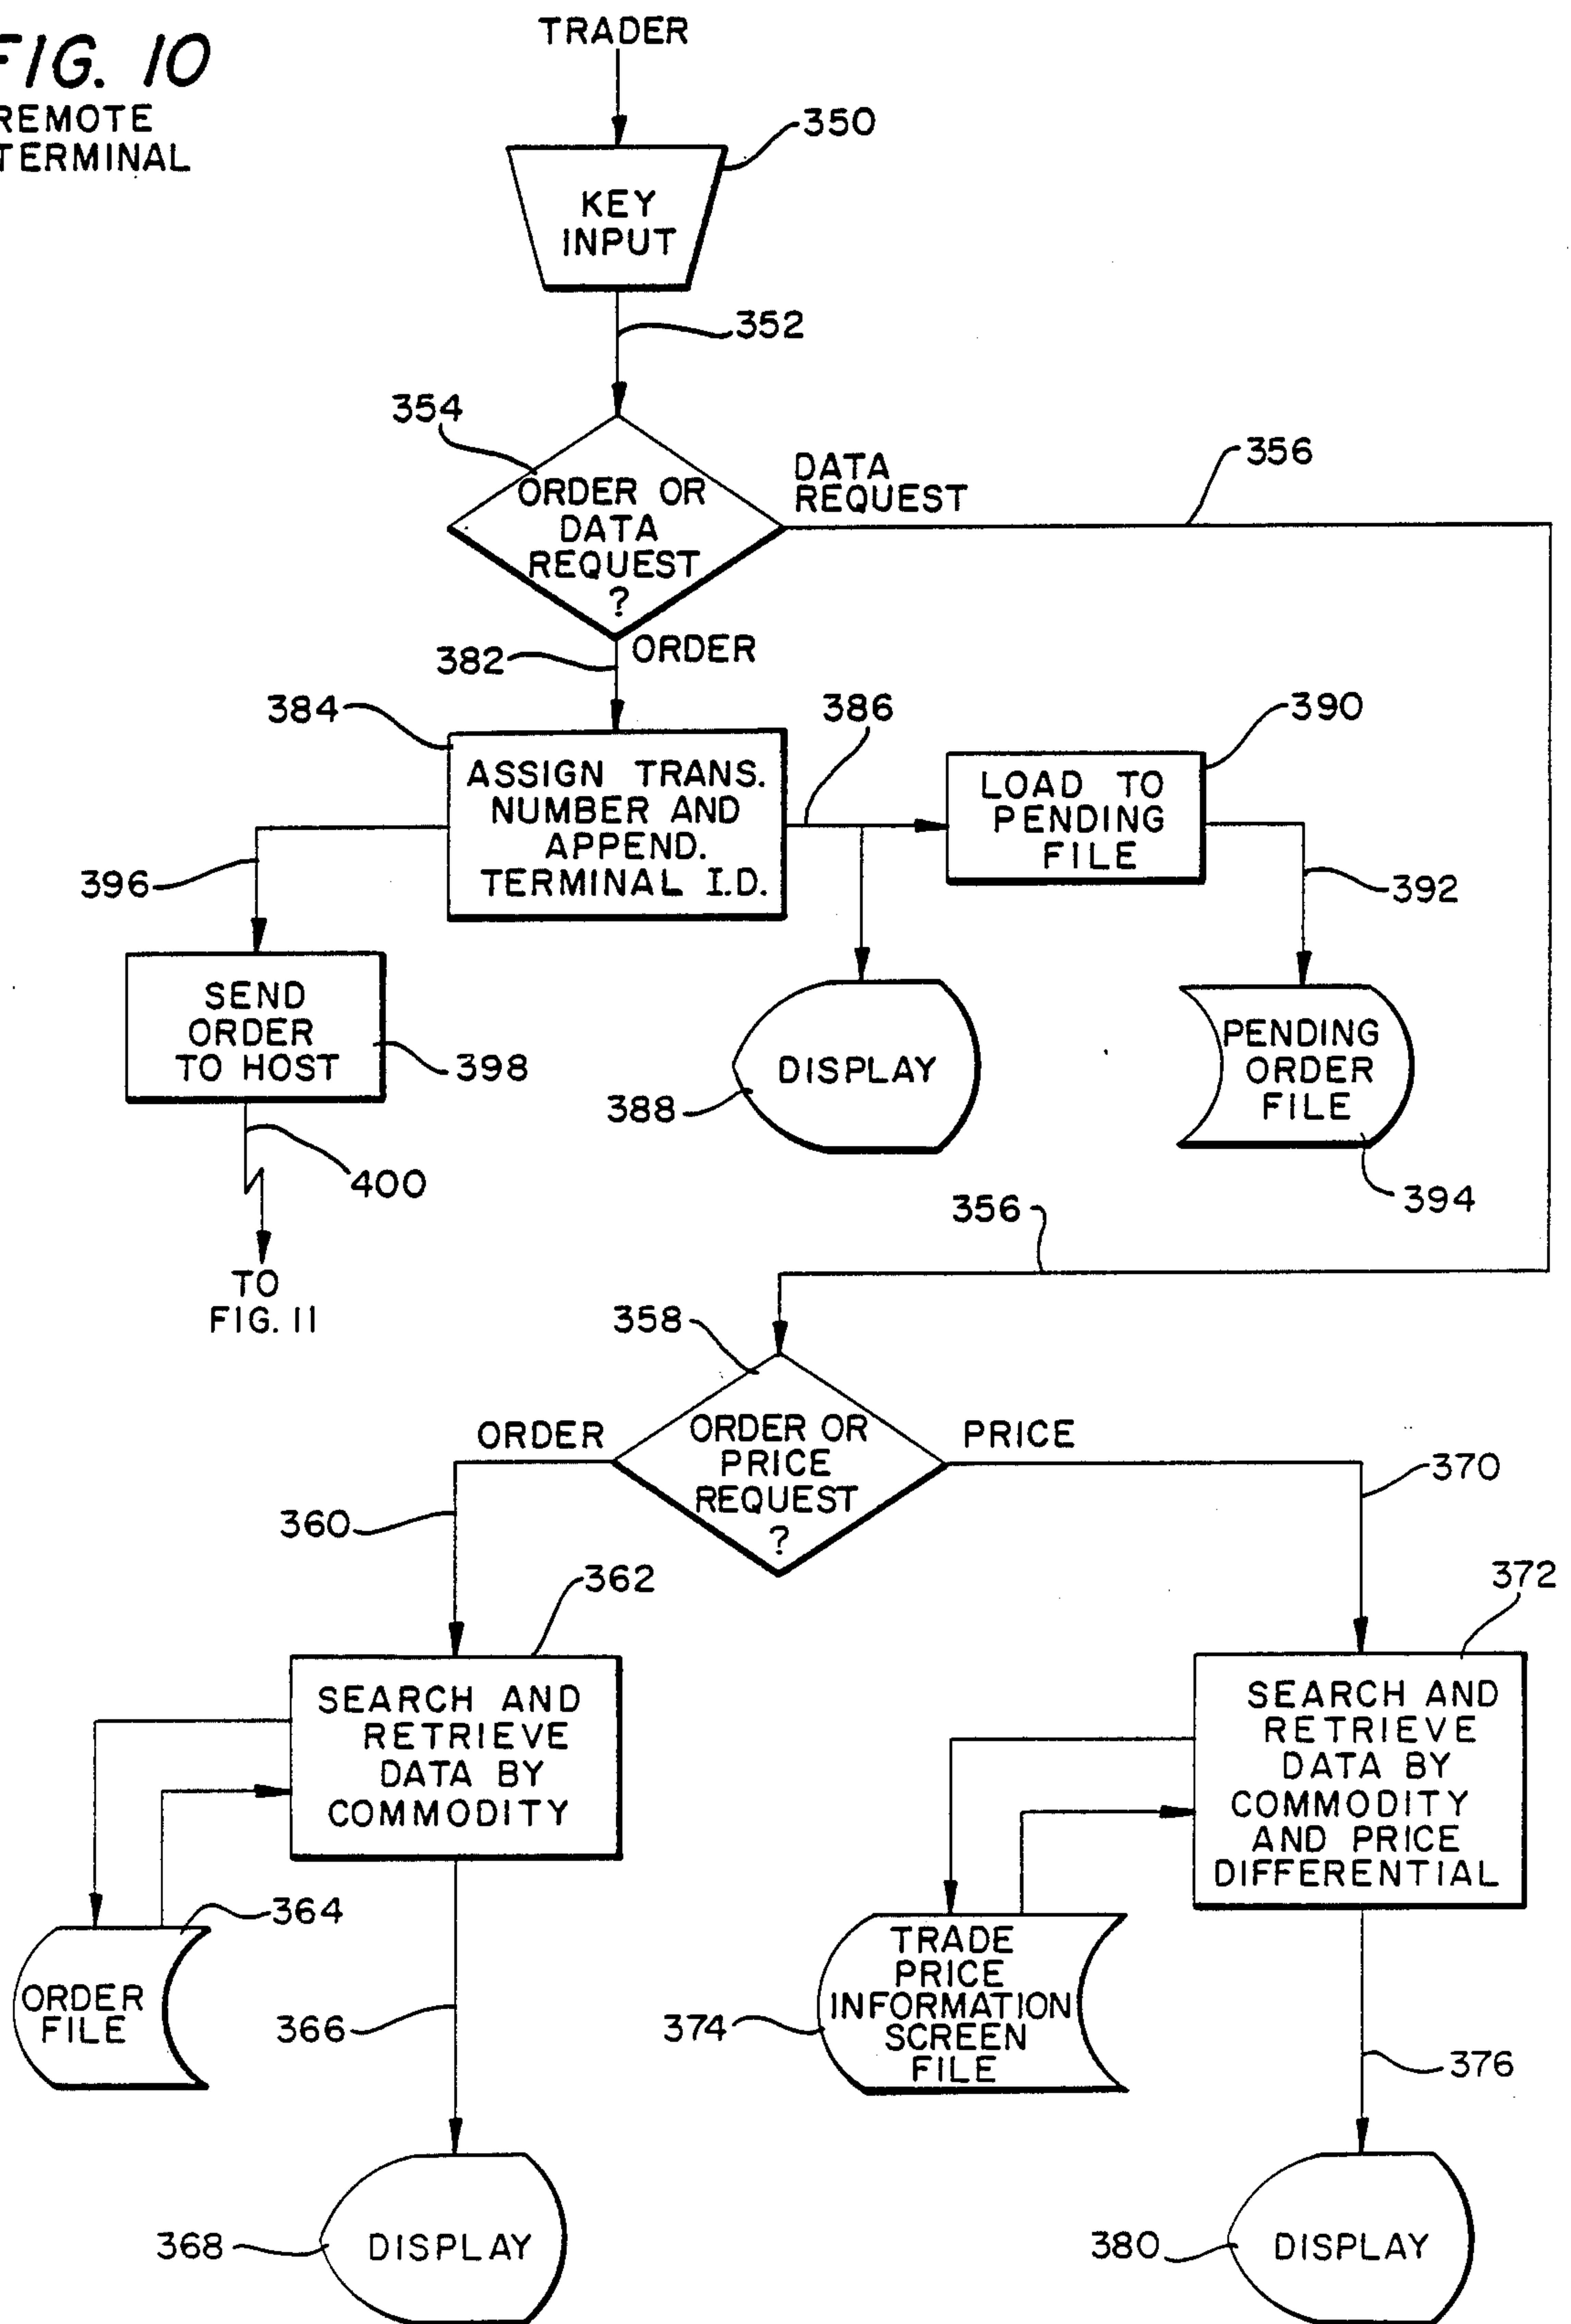 FIG. 10
REMOTE
TERMINAL
TRADER
350
KEY
INPUT
352
354
ORDER OR
DATA
REQUEST
?
DATA
REQUEST
356
382
ORDER
384
ASSIGN TRANS.
NUMBER AND
APPEND.
TERMINAL I.D.
386
390
LOAD TO
PENDING
FILE
396
392
SEND
ORDER
TO HOST
398
DISPLAY
388
PENDING
ORDER
FILE
394
400
TO
FIG. 11
356
358
ORDER OR
PRICE
REQUEST
?
ORDER
PRICE
360
370
362
372
SEARCH AND
RETRIEVE
DATA BY
COMMODITY
SEARCH AND
RETRIEVE
DATA BY
COMMODITY
AND PRICE
DIFFERENTIAL
364
ORDER
FILE
366
TRADE
PRICE
INFORMATION
SCREEN
FILE
374
376
368
DISPLAY
380
DISPLAY